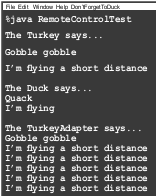 File Edit Window Help Don'tForgetToDuck
%java RemoteControlTest
The Turkey says...
Gobble gobble
I'm flying a short distance
The Duck says...
Quack
I'm flying
The TurkeyAdapter says...
Gobble gobble
I'm flying a short distance
I'm flying a short distance
I'm flying a short distance
I'm flying a short distance
I'm flying a short distance